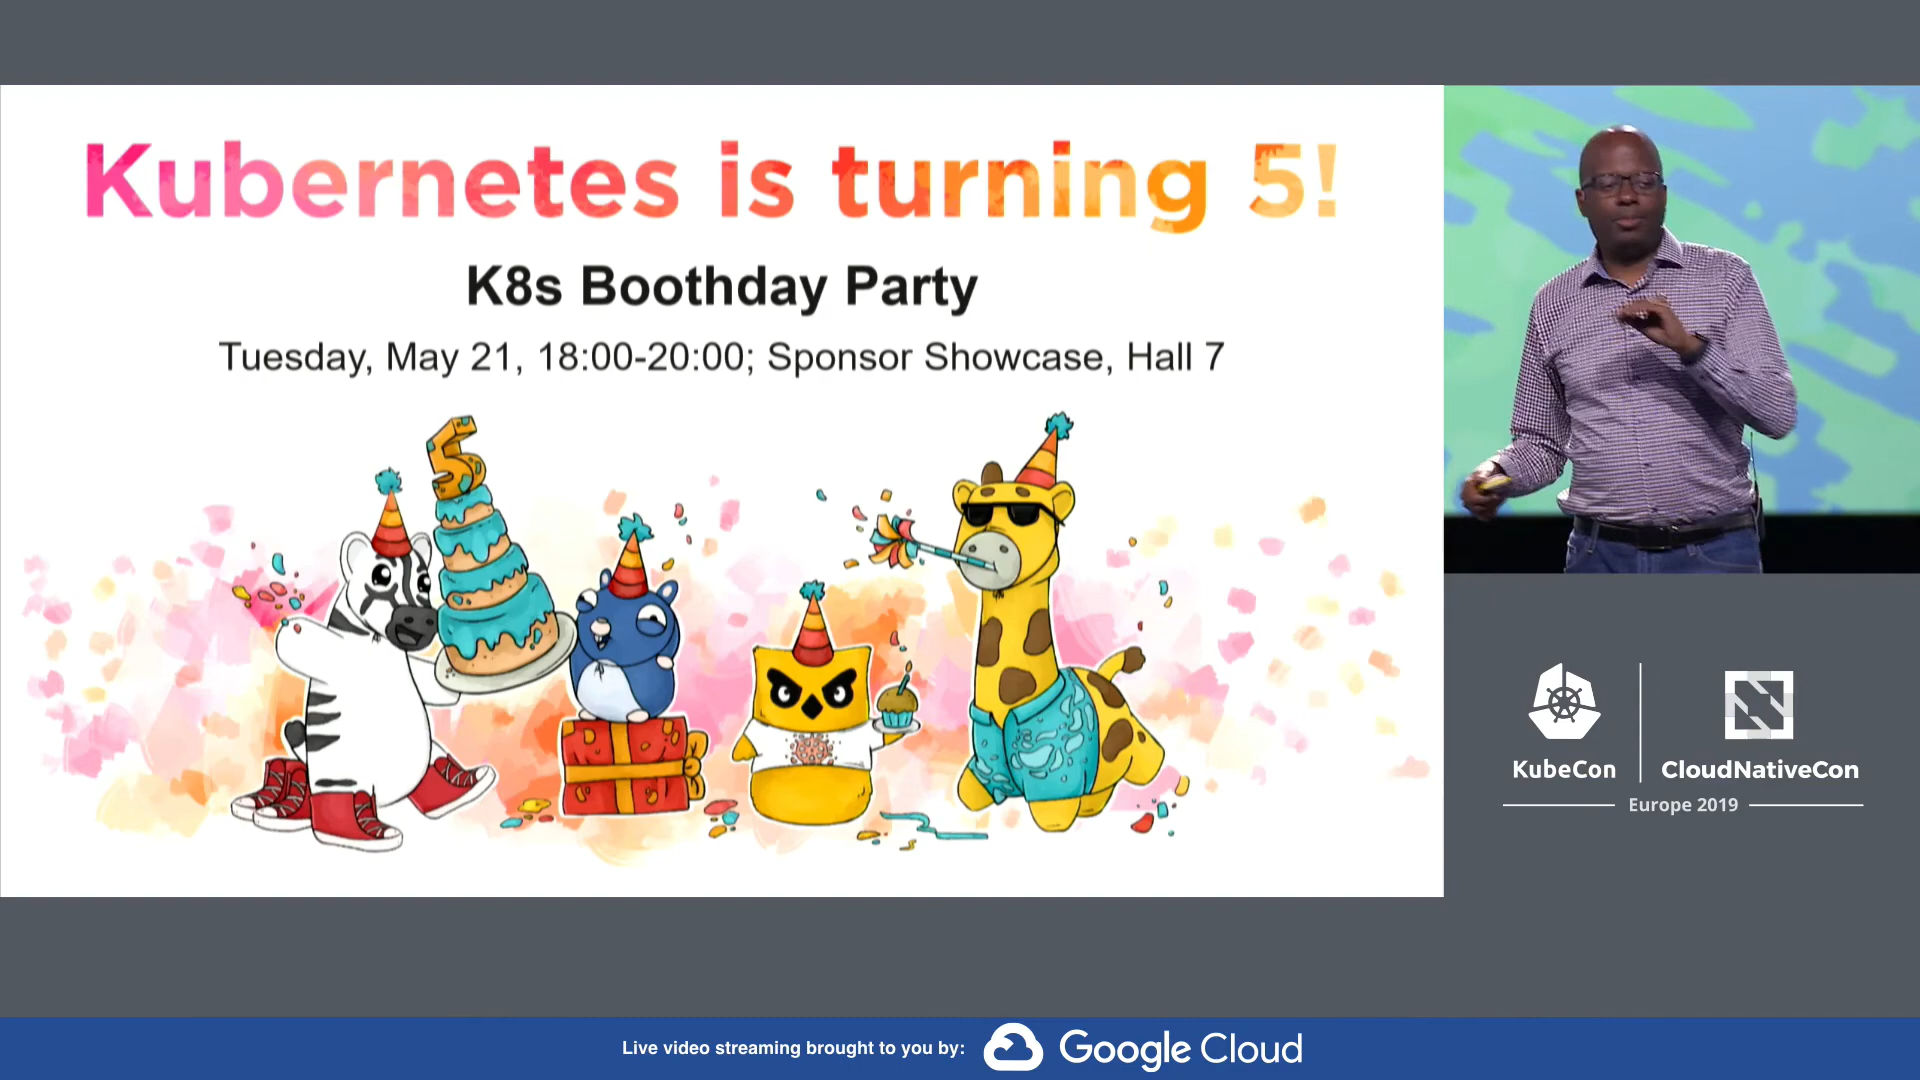 Kubernetes is turning 5!
K8s Boothday Party
Tuesday, May 21, 18:00-20:00; Sponsor Showcase, Hall 7
5
KubeCon
CloudNativeCon
Europe 2019
Live video streaming brought to you by:
Google Cloud